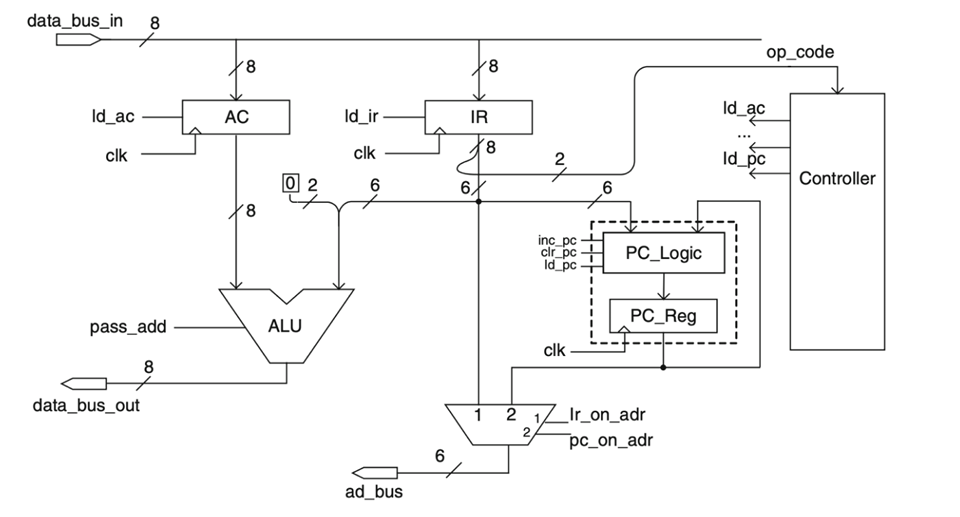 data_bus_in
8
op_code
8
8
ld_ac
AC
ld_ir
IR
ld_ac
...
ld_pc
clk
clk
8
2
Controller
0
2
6
6
6
8
inc_pc
clr_pc
ld_pc
PC_Logic
PC_Reg
pass_add
ALU
clk
8
data_bus_out
1
2
1
Ir_on_adr
2
pc_on_adr
6
ad_bus